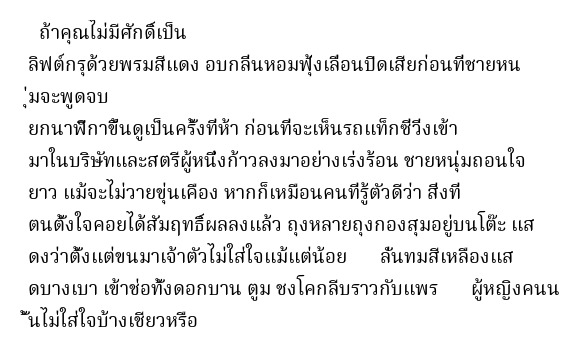 ถ้าคุณไม่มีศักดิ์เป็น
ลิฟต์กรุด้วยพรมสีแดง อบกลิ่นหอมฟุ้งเลื่อนปิดเสียก่อนที่ชายหน
ุ่มจะพูดจบ
ยกนาฬิกาขึ้นดูเป็นครั้งที่ห้า ก่อนที่จะเห็นรถแท็กซี่วิ่งเข้า
มาในบริษัทและสตรีผู้หนึ่งก้าวลงมาอย่างเร่งร้อน ชายหนุ่มถอนใจ
ยาว แม้จะไม่วายขุ่นเคือง หากก็เหมือนคนที่รู้ตัวดีว่า สิ่งที่
ตนตั้งใจคอยได้สัมฤทธิ์ผลลงแล้ว ถุงหลายถุงกองสุมอยู่บนโต๊ะ แส
ดงว่าตั้งแต่ขนมาเจ้าตัวไม่ใส่ใจแม้แต่น้อย ลั่นทมสีเหลืองแส
ดบางเบา เข้าช่อทั้งดอกบาน ตูม ชงโคกลีบราวกับแพร ผู้หญิงคนน
ั้นไม่ใส่ใจบ้างเชียวหรือ